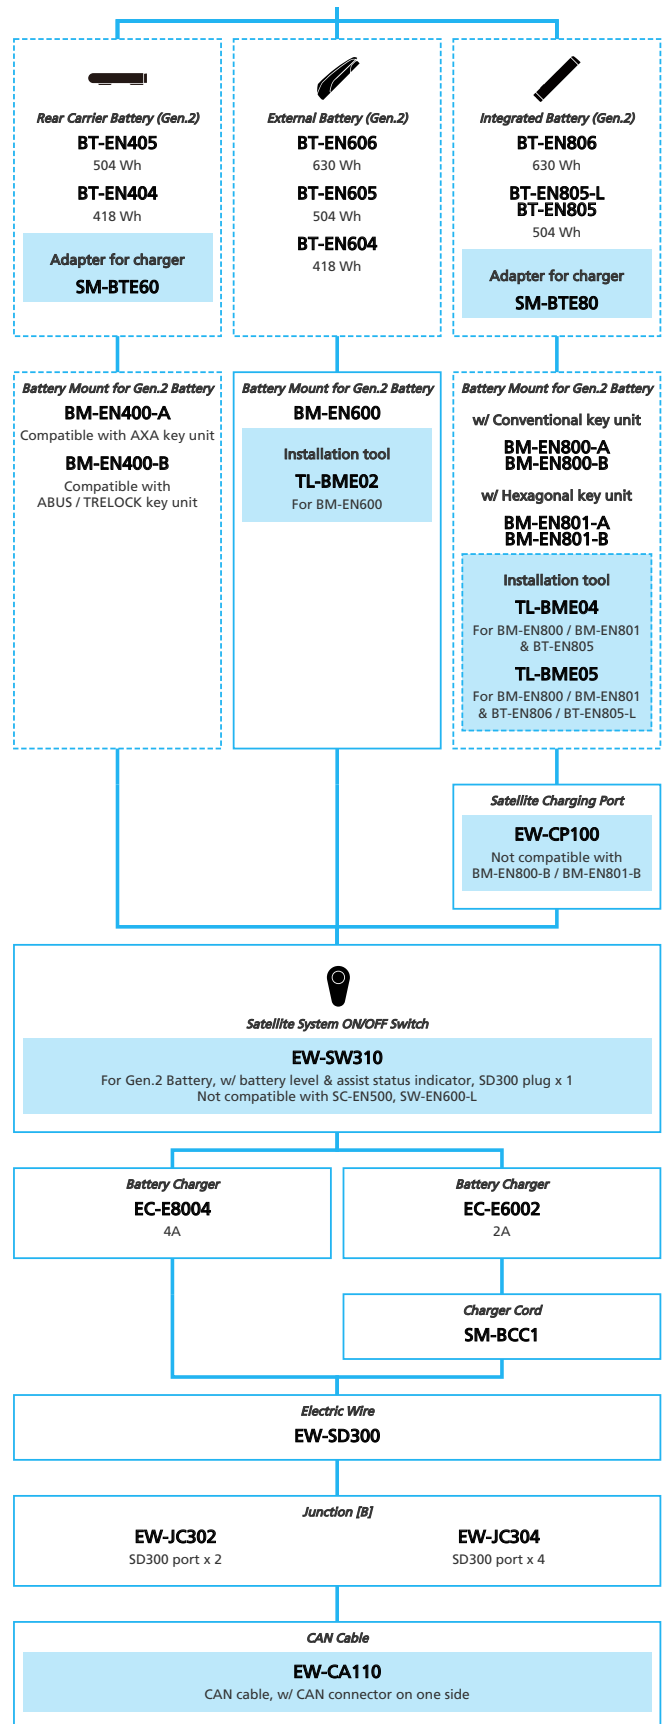 Rear Carrier Battery (Gen.2)
BT-EN405
504 Wh
BT-EN404
418 Wh
Adapter for charger
SM-BTE60
External Battery (Gen.2)
BT-EN606
630 Wh
BT-EN605
504 Wh
BT-EN604
418 Wh
Integrated Battery (Gen.2)
BT-EN806
630 Wh
BT-EN805-L
BT-EN805
504 Wh
Adapter for charger
SM-BTE80
Battery Mount for Gen.2 Battery
BM-EN400-A
Compatible with AXA key unit
BM-EN400-B
Compatible with
ABUS / TRELOCK key unit
Battery Mount for Gen.2 Battery
BM-EN600
Installation tool
TL-BME02
For BM-EN600
Battery Mount for Gen.2 Battery
w/ Conventional key unit
BM-EN800-A
BM-EN800-B
w/ Hexagonal key unit
BM-EN801-A
BM-EN801-B
Installation tool
TL-BME04
For BM-EN800 / BM-EN801
& BT-EN805
TL-BME05
For BM-EN800 / BM-EN801
& BT-EN806 / BT-EN805-L
Satellite Charging Port
EW-CP100
Not compatible with
BM-EN800-B / BM-EN801-B
Satellite System ON/OFF Switch
EW-SW310
For Gen.2 Battery, w/ battery level & assist status indicator, SD300 plug x 1
Not compatible with SC-EN500, SW-EN600-L
Battery Charger
EC-E8004
4A
Battery Charger
EC-E6002
2A
Charger Cord
SM-BCC1
Electric Wire
EW-SD300
Junction [B]
EW-JC302
SD300 port x 2
EW-JC304
SD300 port x 4
CAN Cable
EW-CA110
CAN cable, w/ CAN connector on one side